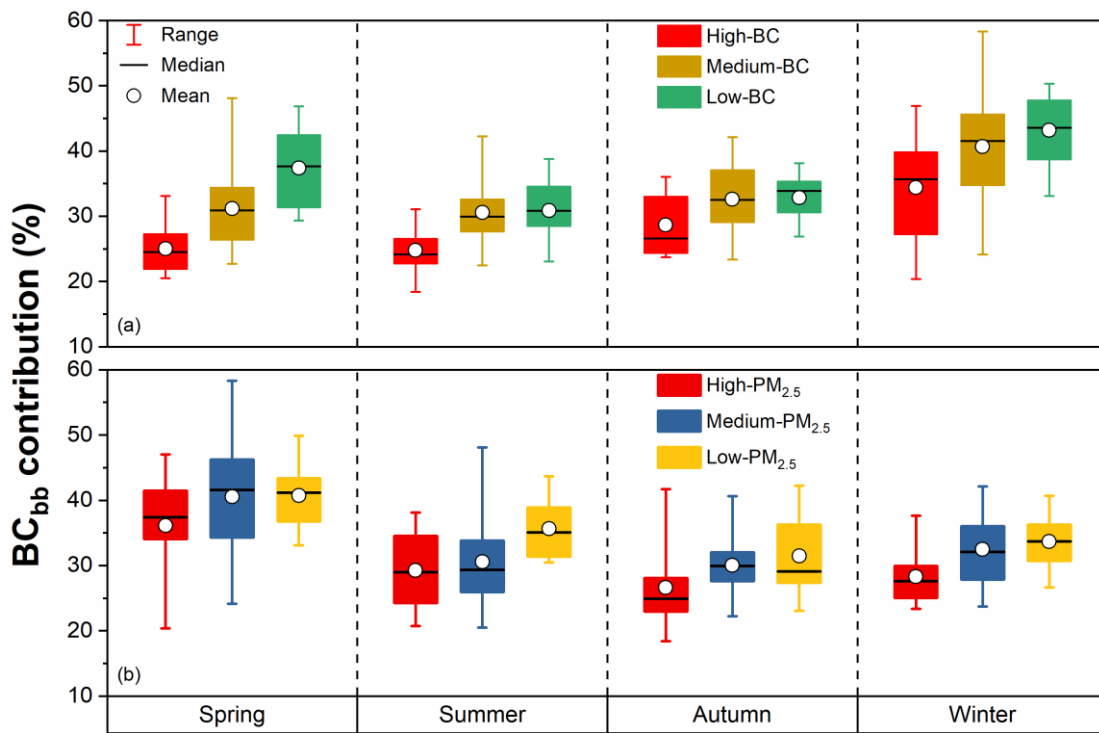 BC_bb contribution (%)
60
50
40
30
20
10
Range
Median
Mean
High-BC
Medium-BC
Low-BC
(a)
60
50
40
30
20
10
High-PM₂.₅
Medium-PM₂.₅
Low-PM₂.₅
(b)
Spring Summer Autumn Winter